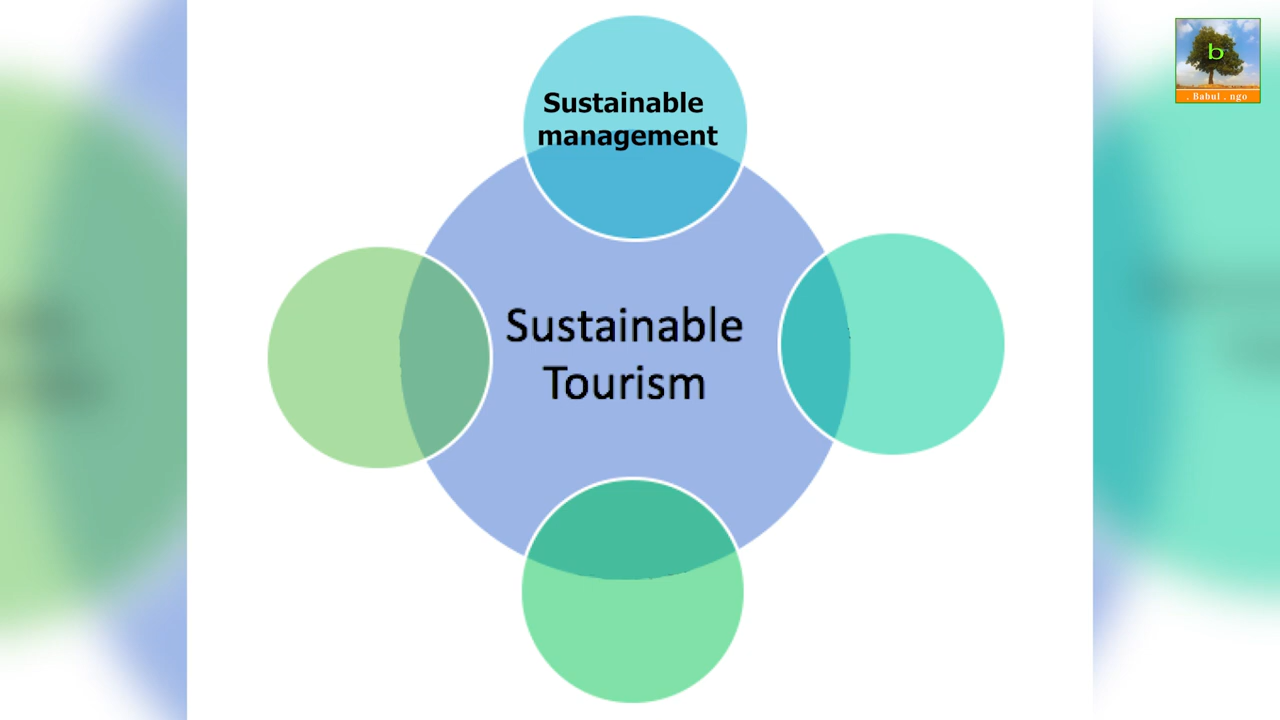 Sustainable
management
Sustainable
Tourism
b
. Babul . ngo